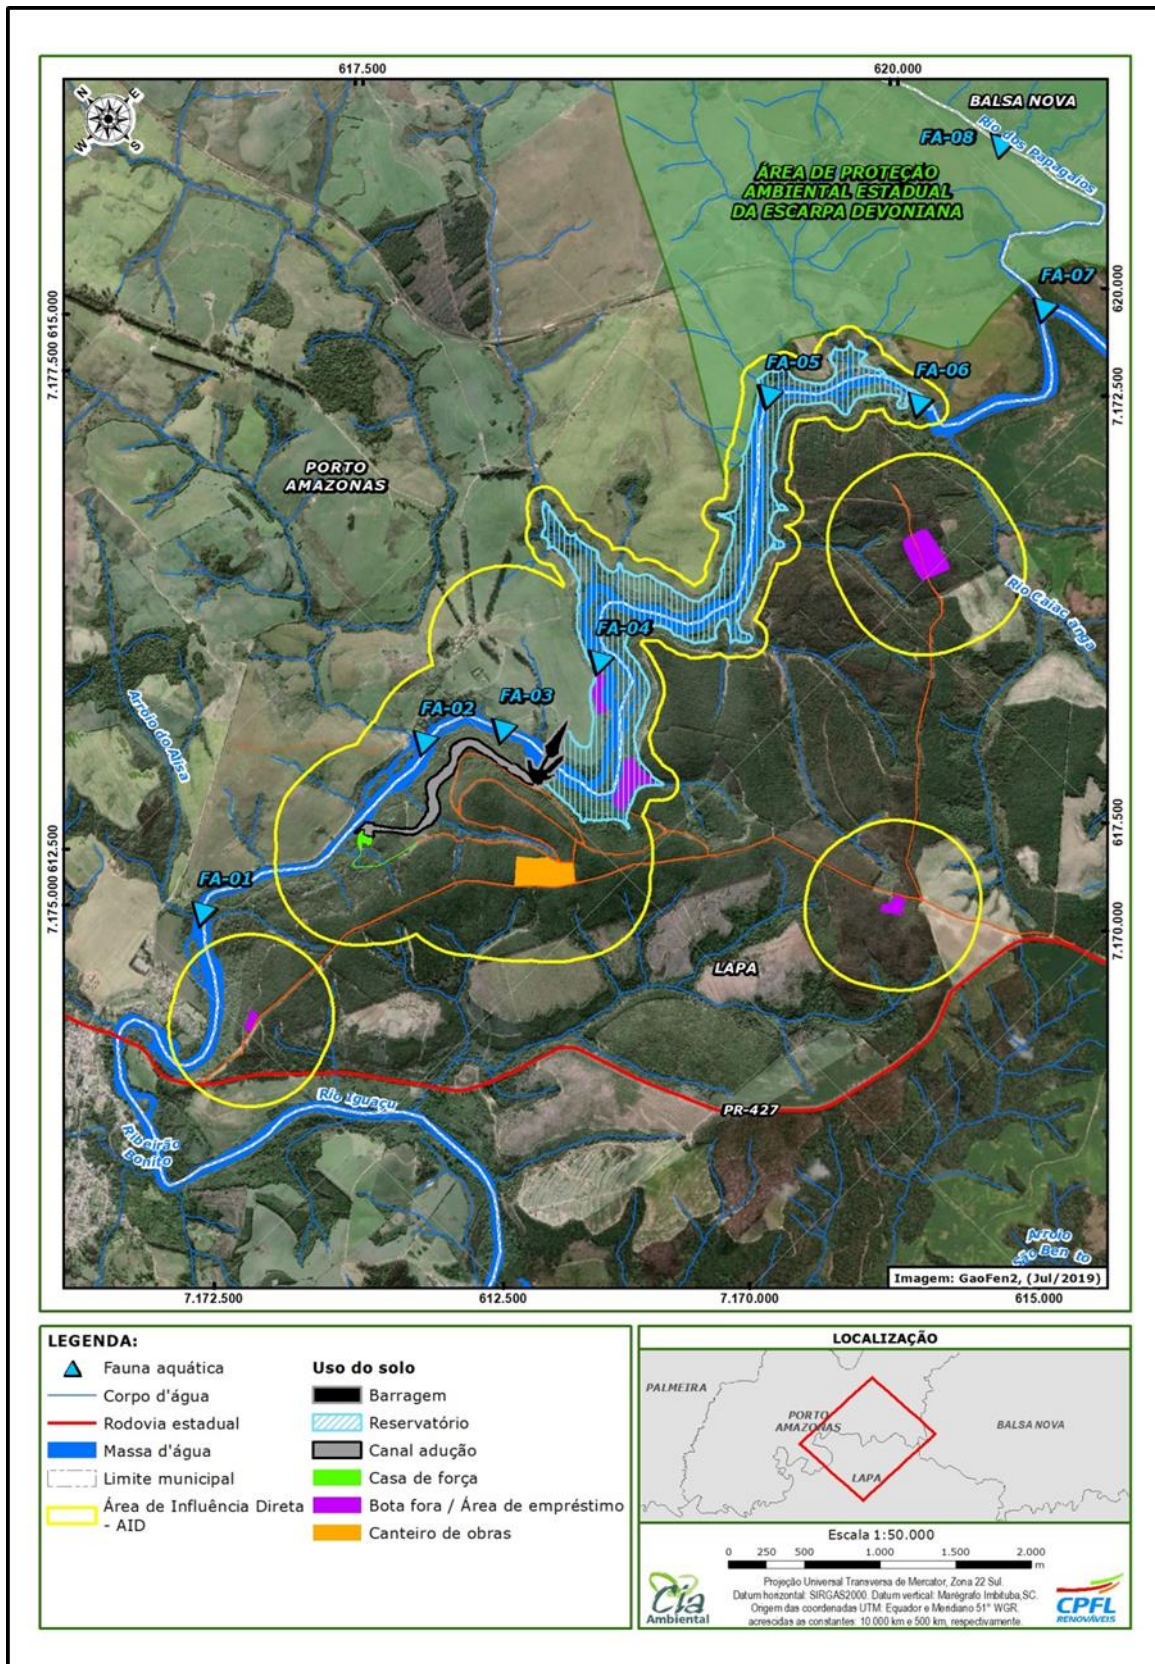 617.500
620.000
N
E
W
S
BALSA NOVA
Rio dos Papagaios
FA-08
ÁREA DE PROTEÇÃO
AMBIENTAL ESTADUAL
DA ESCARPA DEVONIANA
FA-07
615.000
620.000
7.177.500
7.172.500
FA-05
FA-06
PORTO
AMAZONAS
Rio Caiacanga
FA-04
FA-03
FA-02
Arroio do Alisa
617.500
612.500
FA-01
7.175.000
7.170.000
LAPA
PR-427
Rio Iguaçu
Ribeirão
Bonito
Arroio
São Ben to
Imagem: GaoFen2, (Jul/2019)
7.172.500
612.500
7.170.000
615.000
LEGENDA:
Fauna aquática
Corpo d'água
Rodovia estadual
Massa d'água
Limite municipal
Área de Influência Direta
- AID
Uso do solo
Barragem
Reservatório
Canal adução
Casa de força
Bota fora / Área de empréstimo
Canteiro de obras
LOCALIZAÇÃO
PALMEIRA
PORTO
AMAZONAS
BALSA NOVA
LAPA
Escala 1:50.000
0 250 500 1.000 1.500 2.000
m
Projeção Universal Transversa de Mercator, Zona 22 Sul.
Datum horizontal: SIRGAS2000. Datum vertical: Marégrafo Imbituba,SC.
Origem das coordenadas UTM: Equador e Meridiano 51° WGR.
acrescidas as constantes: 10.000 km e 500 km, respectivamente.
Cia
Ambiental
CPFL
RENOVÁVEIS